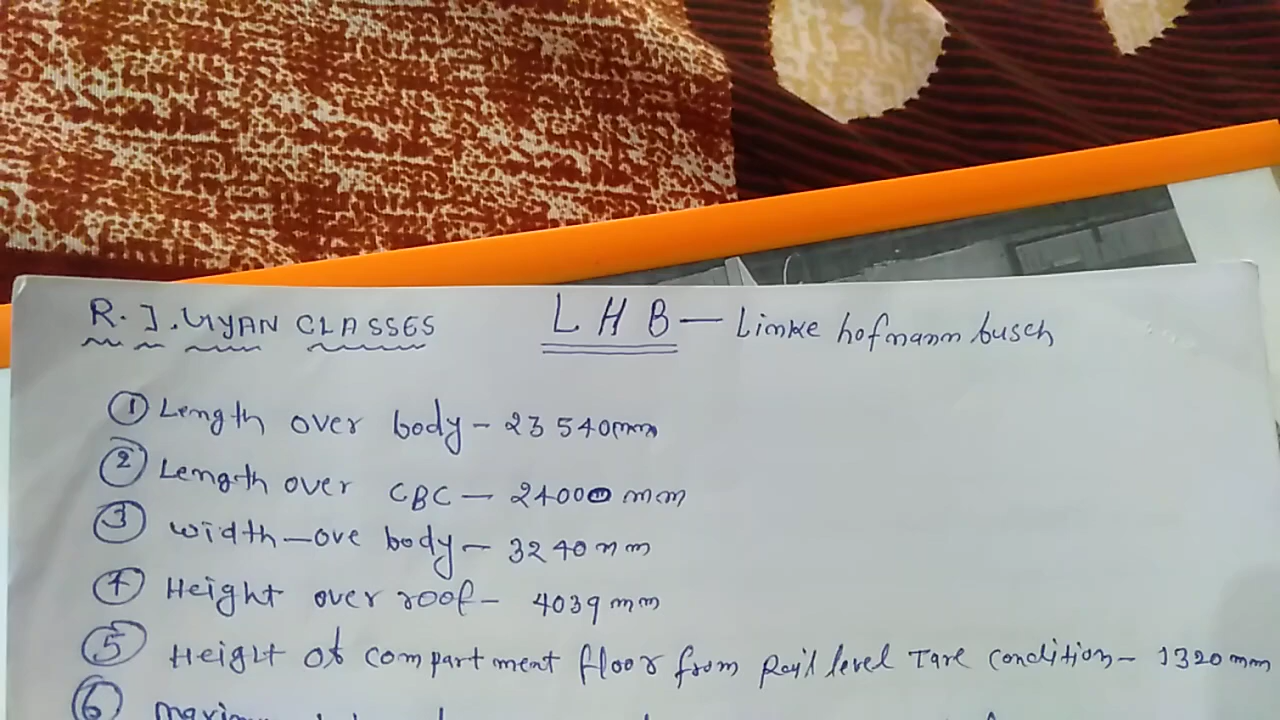 R. J. GYAN CLASSES LHB — Linke hofmann busch
① Length over body - 23540mm
② Length over CBC — 24000 mm
③ width—ove body — 3240 mm
④ Height over roof - 4039 mm
⑤ Height of compartment floor from Rail level Tare condition - 1320 mm
⑥